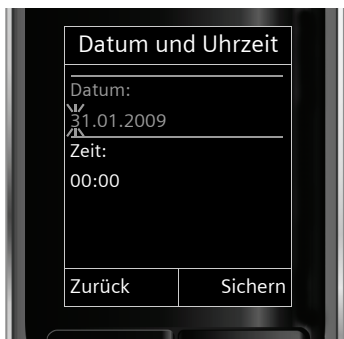 Datum und Uhrzeit
Datum:
31.01.2009
Zeit:
00:00
Zurück
Sichern